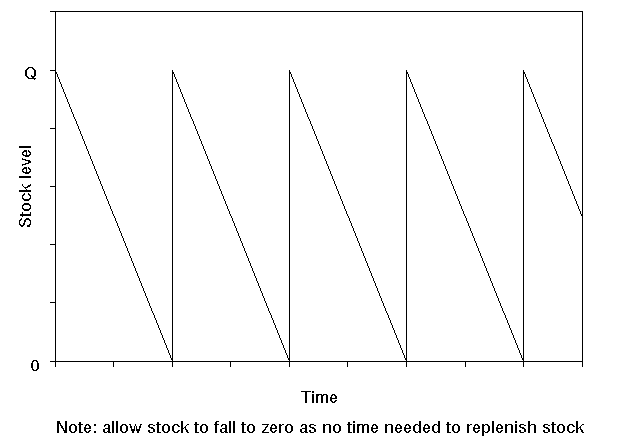 Q
Stock level
0
Time
Note: allow stock to fall to zero as no time needed to replenish stock